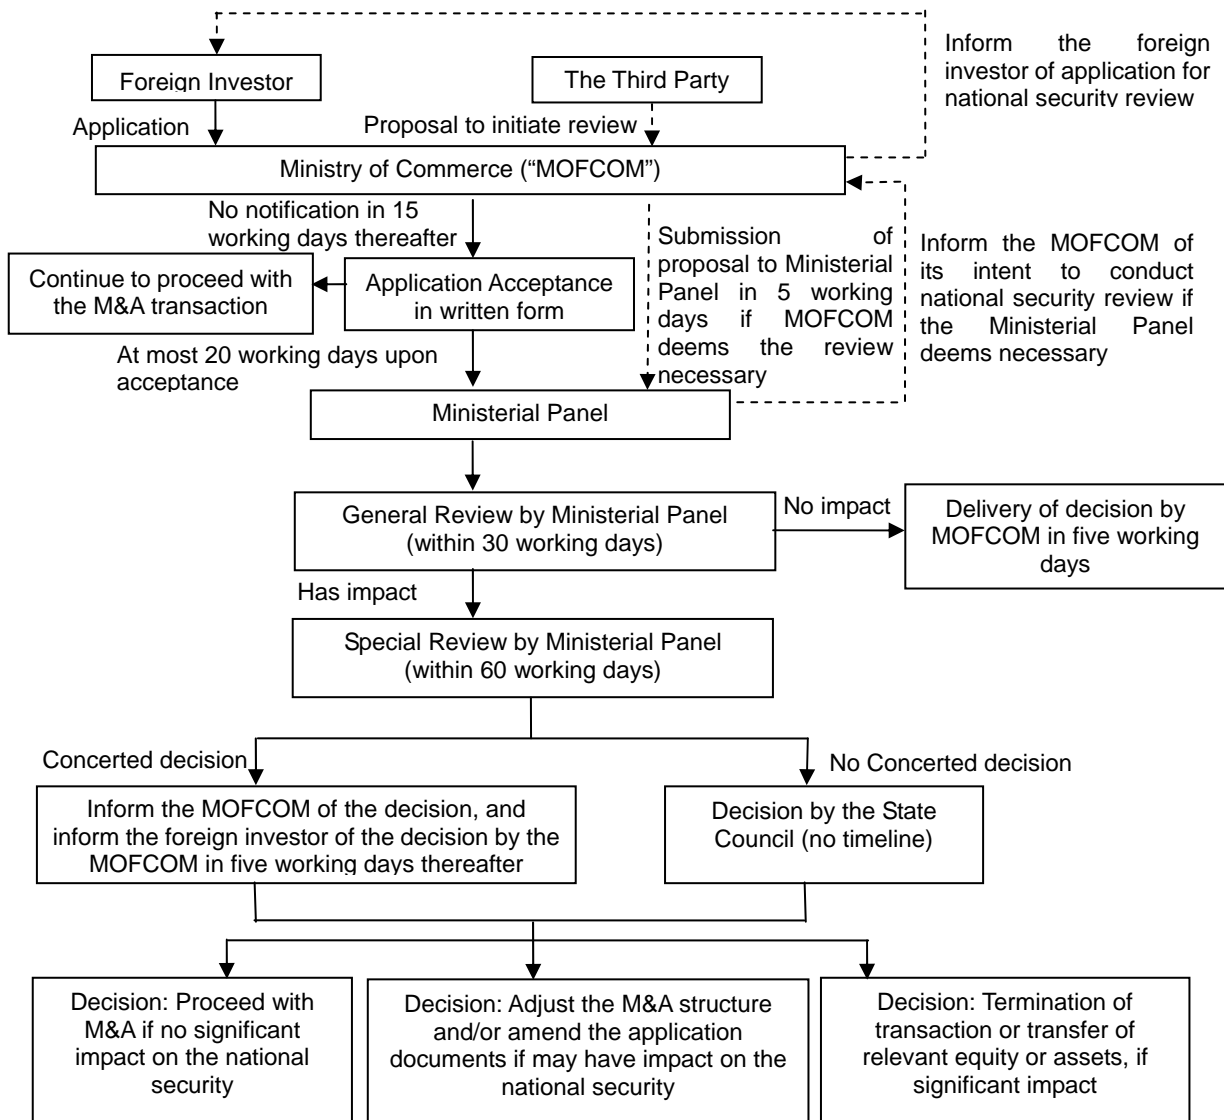 Inform the foreign
investor of application for
national security review
Foreign Investor
The Third Party
Application
Proposal to initiate review
Ministry of Commerce (“MOFCOM”)
No notification in 15
working days thereafter
Submission of
proposal to Ministerial
Panel in 5 working
days if MOFCOM
deems the review
necessary
Inform the MOFCOM of
its intent to conduct
national security review if
the Ministerial Panel
deems necessary
Continue to proceed with
the M&A transaction
Application Acceptance
in written form
At most 20 working days upon
acceptance
Ministerial Panel
General Review by Ministerial Panel
(within 30 working days)
No impact
Delivery of decision by
MOFCOM in five working
days
Has impact
Special Review by Ministerial Panel
(within 60 working days)
Concerted decision
No Concerted decision
Inform the MOFCOM of the decision, and
inform the foreign investor of the decision by the
MOFCOM in five working days thereafter
Decision by the State
Council (no timeline)
Decision: Proceed with
M&A if no significant
impact on the national
security
Decision: Adjust the M&A structure
and/or amend the application
documents if may have impact on the
national security
Decision: Termination of
transaction or transfer of
relevant equity or assets, if
significant impact